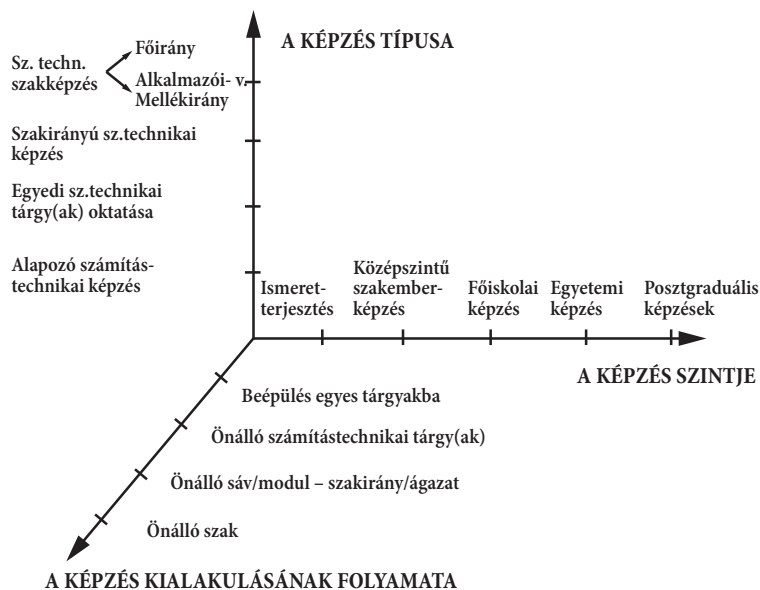 A KÉPZÉS TÍPUSA
Sz. techn.
szakképzés
Főirány
Alkalmazói- v.
Mellékirány
Szakirányú sz.technikai
képzés
Egyedi sz.technikai
tárgy(ak) oktatása
Alapozó számítás-
technikai képzés
Ismeret-
terjesztés
Középszintű
szakember-
képzés
Főiskolai
képzés
Egyetemi
képzés
Posztgraduális
képzések
A KÉPZÉS SZINTJE
Beépülés egyes tárgyakba
Önálló számítástechnikai tárgy(ak)
Önálló sáv/modul – szakirány/ágazat
Önálló szak
A KÉPZÉS KIALAKULÁSÁNAK FOLYAMATA